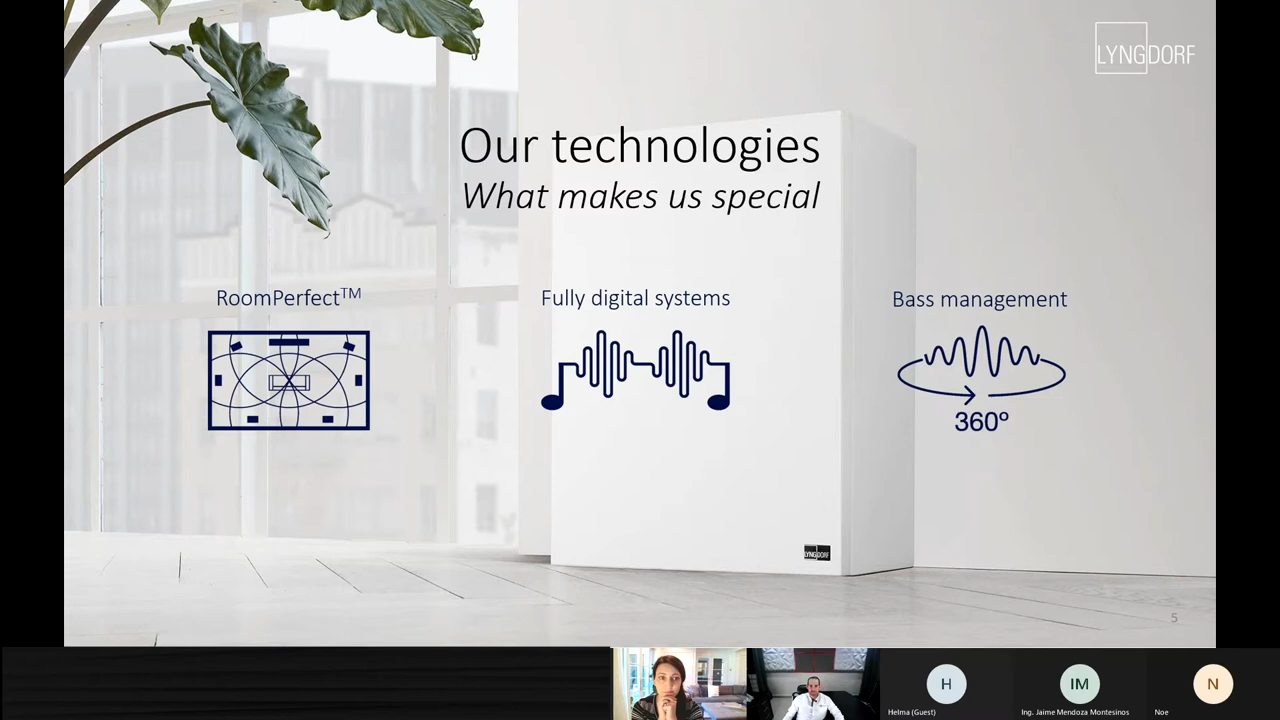 LYNGDORF
Our technologies
What makes us special
RoomPerfect™
Fully digital systems
Bass management
360°
LYNGDORF
5
H
IM
N
Helma (Guest)
Ing. Jaime Mendoza Montesinos
Noe